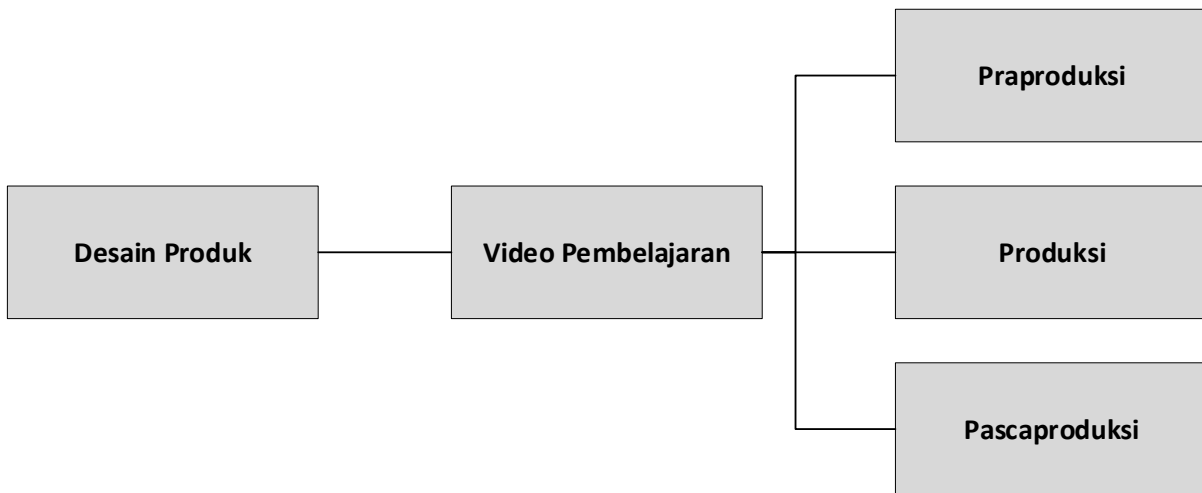 Praproduksi
Desain Produk
Video Pembelajaran
Produksi
Pascaproduksi